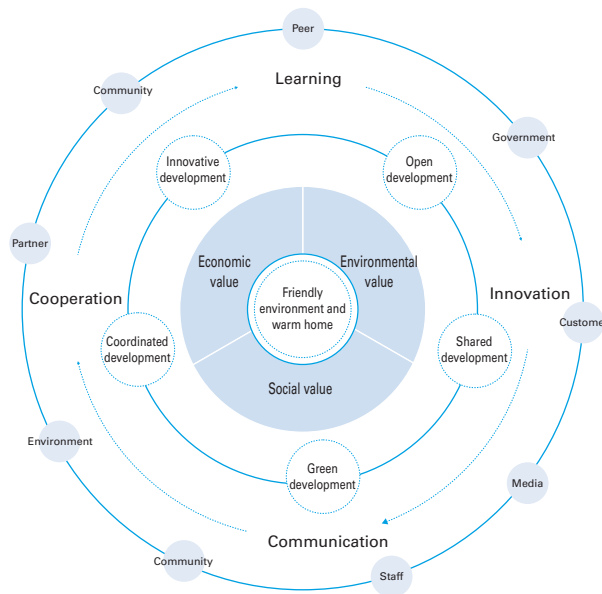 Peer
Learning
Community
Government
Innovative
development
Open
development
Partner
Economic
value
Environmental
value
Cooperation
Friendly
environment and
warm home
Innovation
Customer
Coordinated
development
Shared
development
Social value
Environment
Green
development
Media
Communication
Community
Staff